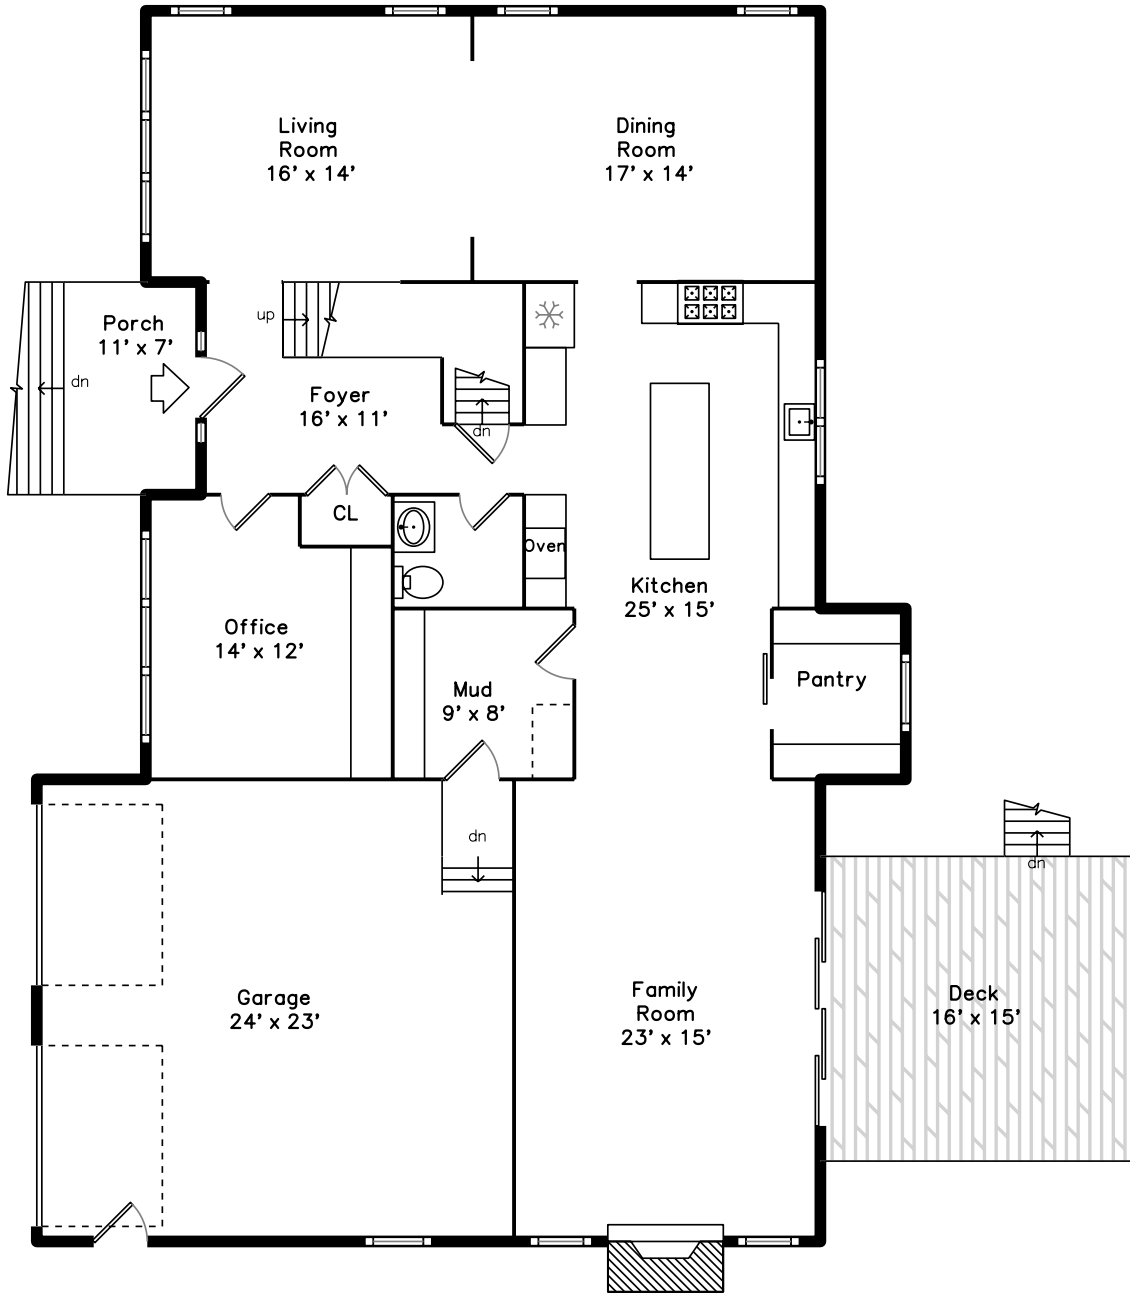 Living
Room
16' x 14'
Dining
Room
17' x 14'
up
Porch
11' x 7'
dn
Foyer
16' x 11'
dn
CL
Oven
Kitchen
25' x 15'
Office
14' x 12'
Mud
9' x 8'
Pantry
dn
dn
Garage
24' x 23'
Family
Room
23' x 15'
Deck
16' x 15'